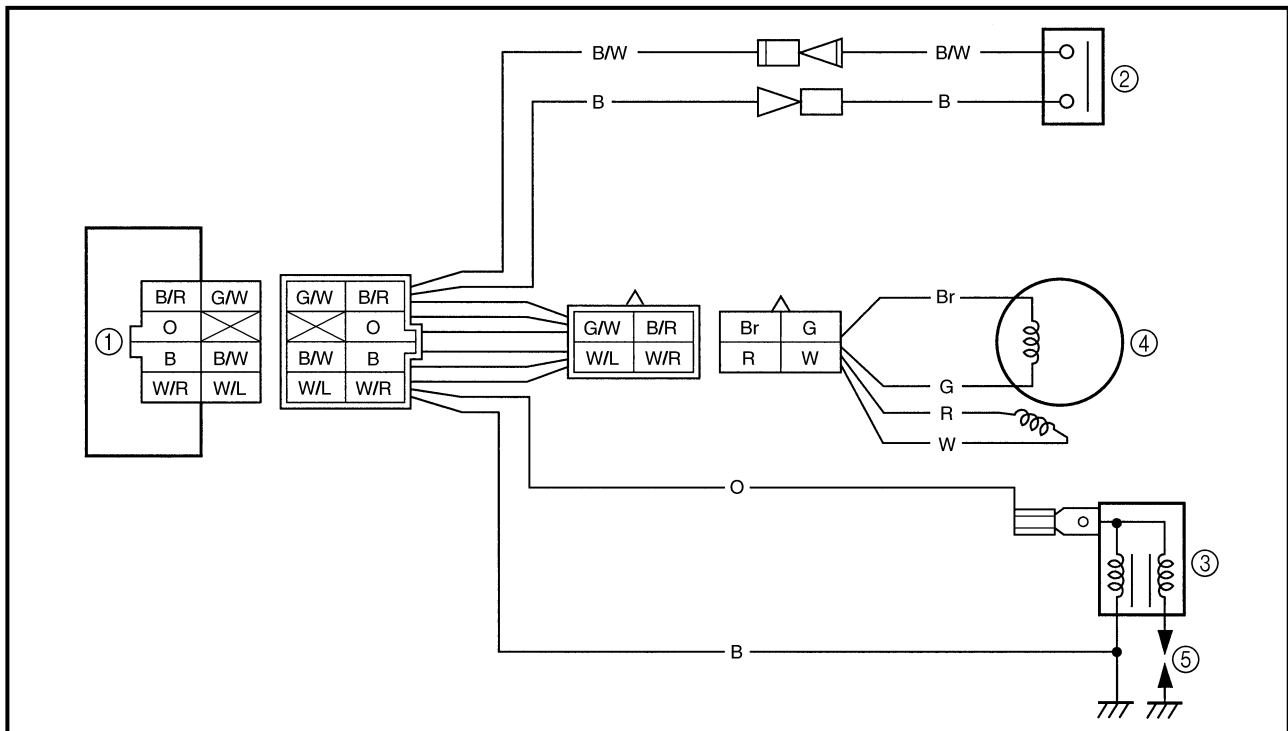 B/W B/W
②
B B
B/R G/W G/W B/R
Br
O O
G/W B/R Br G
① ④
B B/W B/W B
W/L W/R R W
W/R W/L W/L W/R
G
R
W
O
O
③
B
⑤